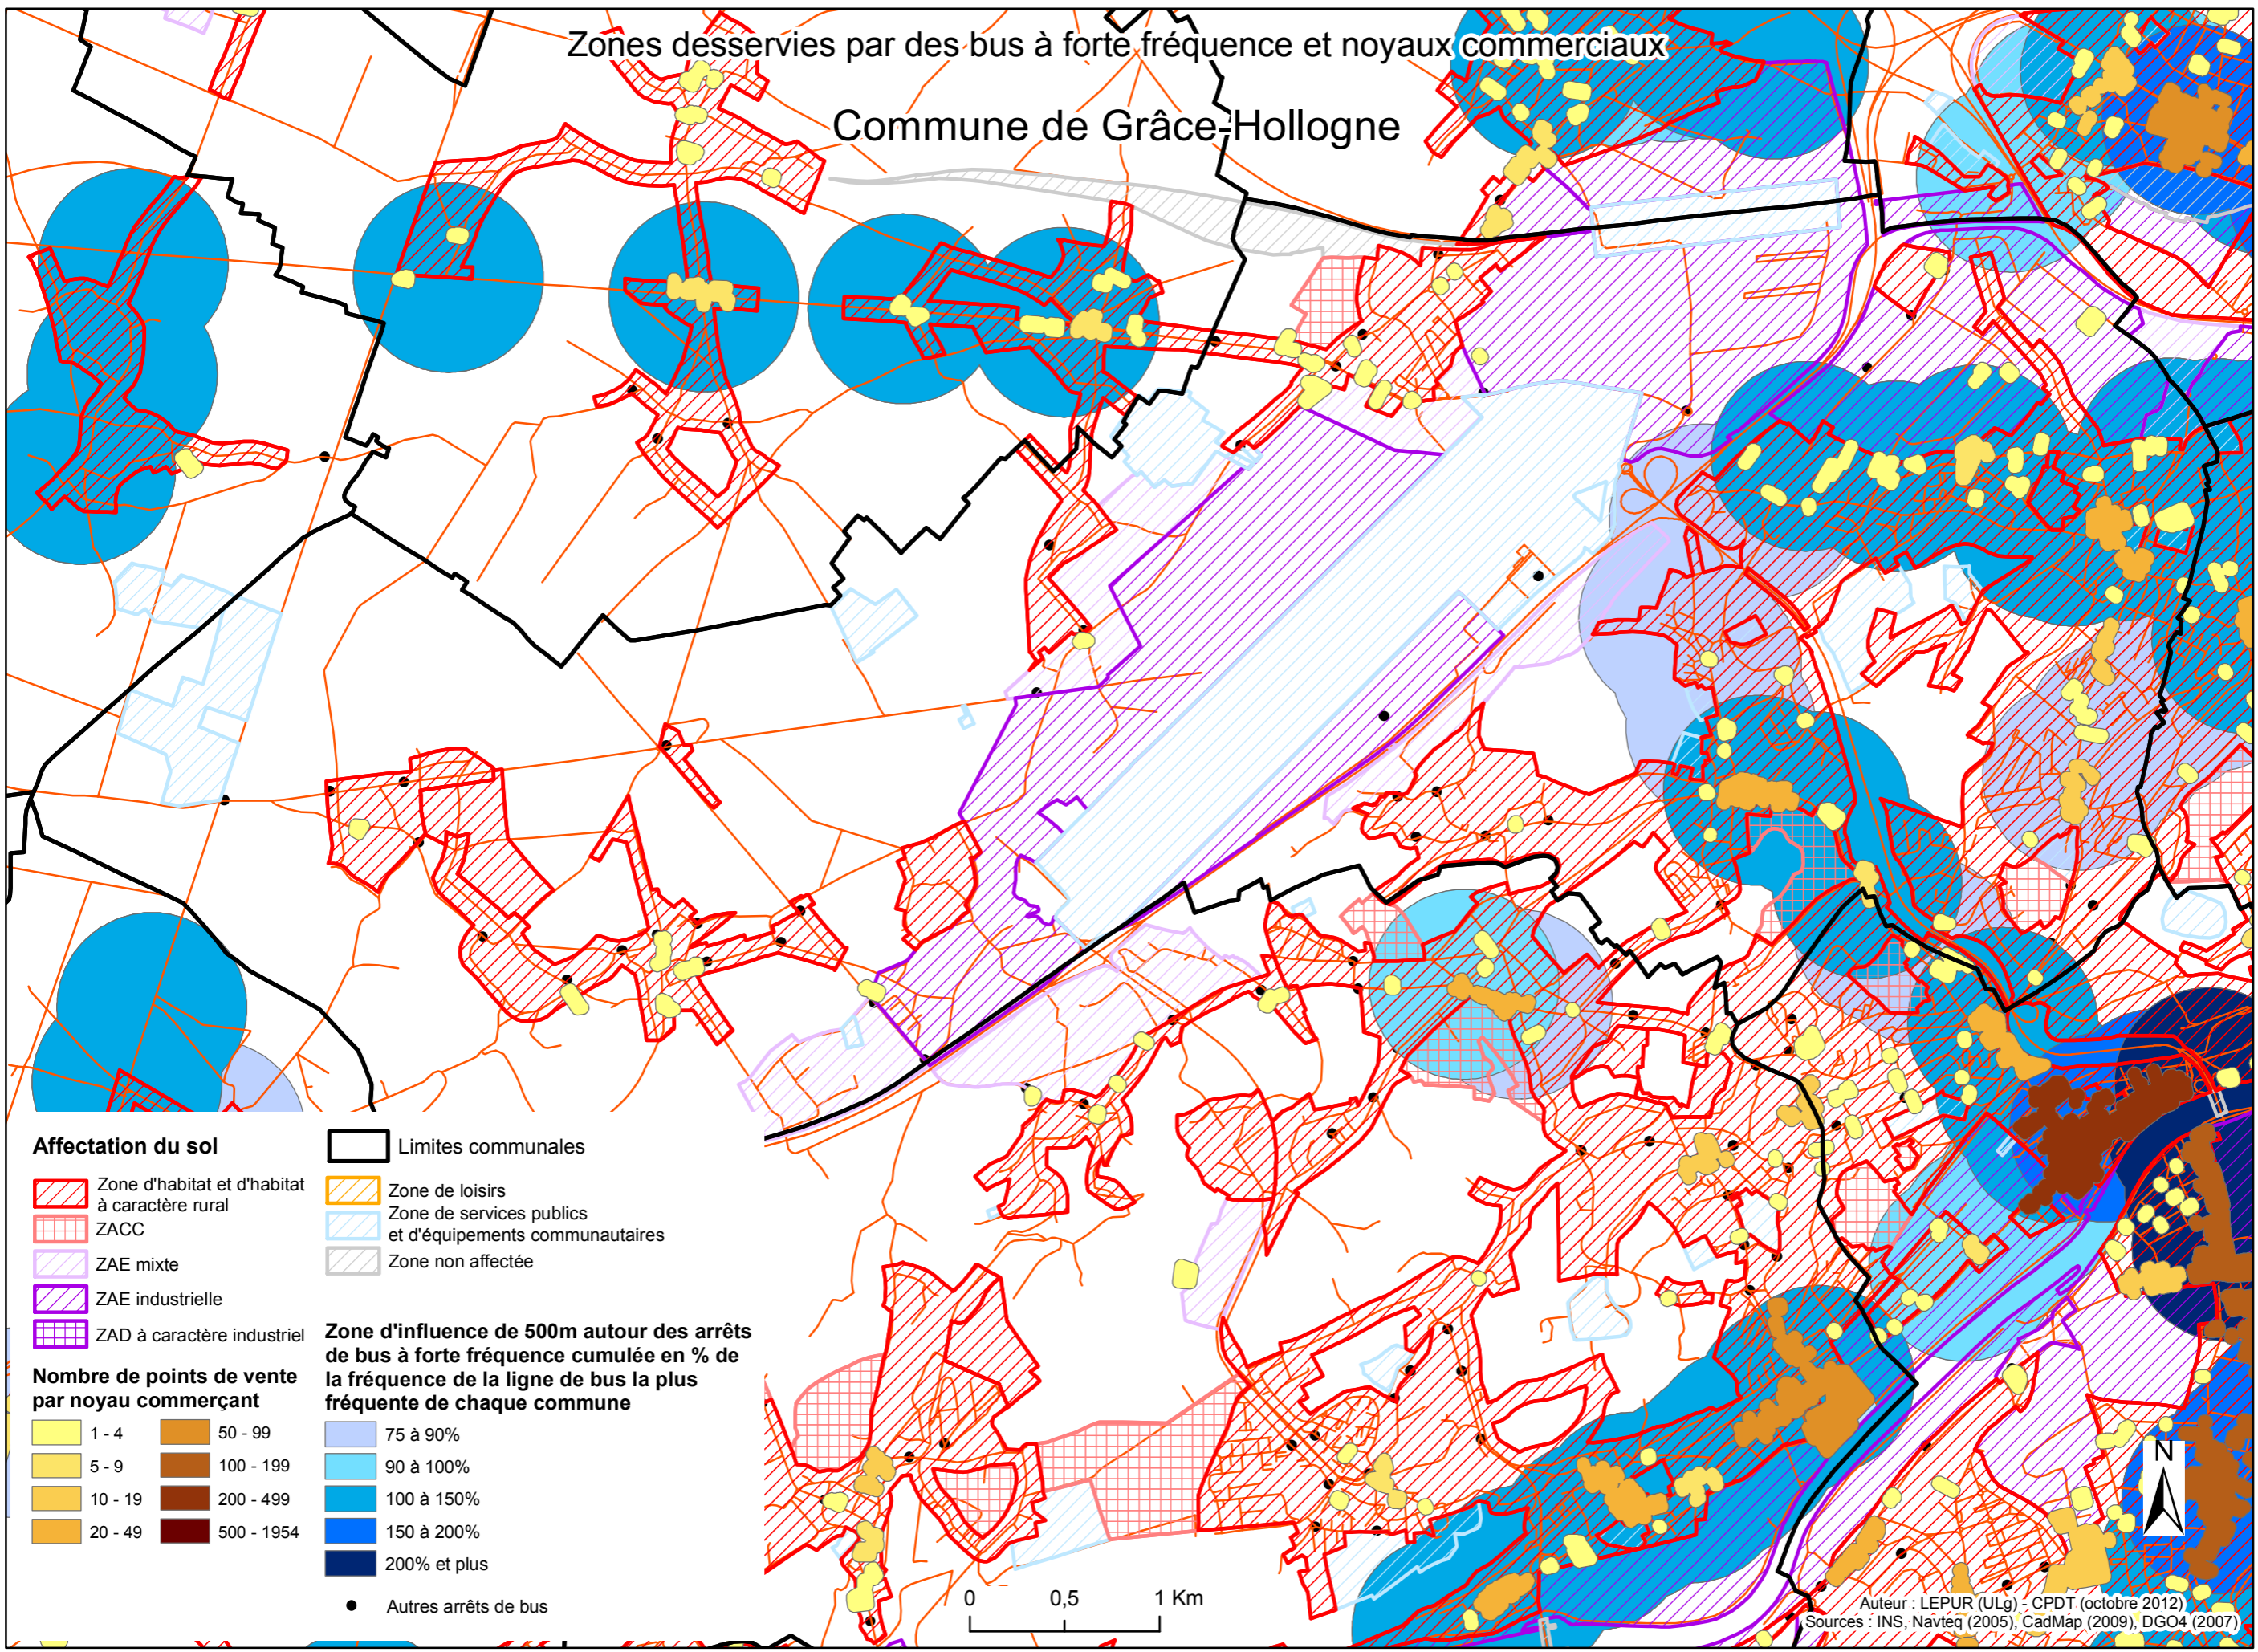 Zones desservies par des bus à forte fréquence et noyaux commerciaux
Commune de Grâce-Hollogne
Affectation du sol
Zone d'habitat et d'habitat
à caractère rural
ZACC
ZAE mixte
ZAE industrielle
ZAD à caractère industriel
Limites communales
Zone de loisirs
Zone de services publics
et d'équipements communautaires
Zone non affectée
Nombre de points de vente
par noyau commerçant
1 - 4
5 - 9
10 - 19
20 - 49
50 - 99
100 - 199
200 - 499
500 - 1954
Zone d'influence de 500m autour des arrêts
de bus à forte fréquence cumulée en % de
la fréquence de la ligne de bus la plus
fréquente de chaque commune
75 à 90%
90 à 100%
100 à 150%
150 à 200%
200% et plus
Autres arrêts de bus
0 0,5 1 Km
N
Auteur : LEPUR (ULg) - CPDT (octobre 2012)
Sources : INS, Navteq (2005), CadMap (2009), DGO4 (2007)